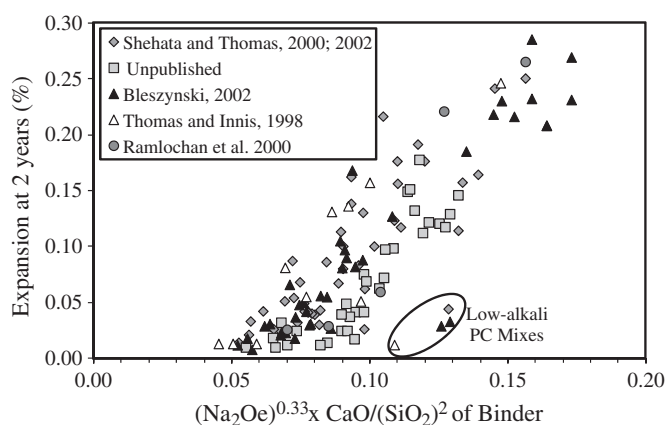 0.30
0.25
0.20
0.15
0.10
0.05
0.00
Expansion at 2 years (%)
Shehata and Thomas, 2000; 2002
Unpublished
Bleszynski, 2002
Thomas and Innis, 1998
Ramlochan et al. 2000
Low-alkali
PC Mixes
0.00 0.05 0.10 0.15 0.20
(Na₂Oe)⁰·³³x CaO/(SiO₂)² of Binder